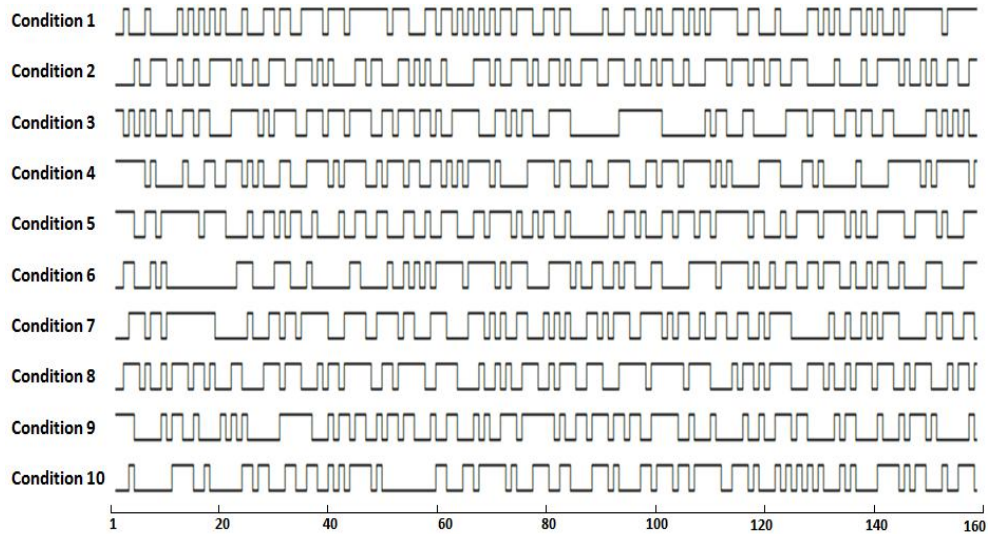 Condition 1
Condition 2
Condition 3
Condition 4
Condition 5
Condition 6
Condition 7
Condition 8
Condition 9
Condition 10
1 20 40 60 80 100 120 140 160